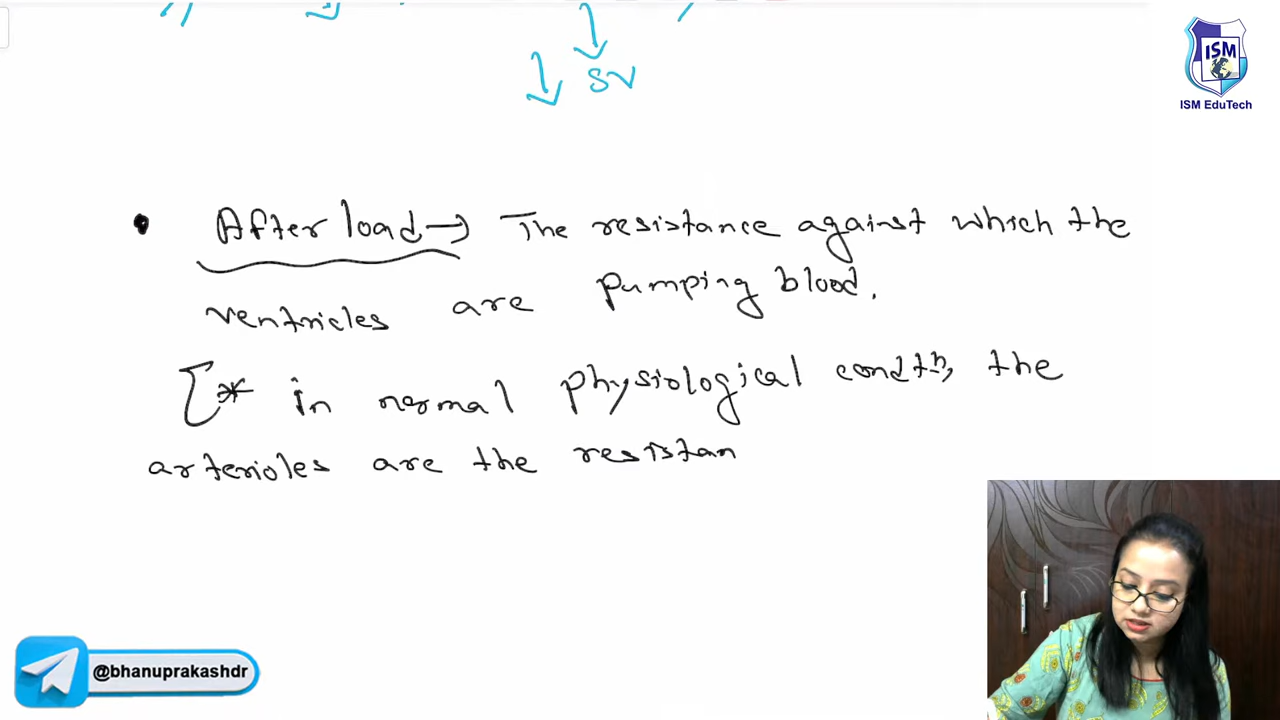 ↓ SV
ISM
ISM EduTech
• After load → The resistance against which the
ventricles are pumping blood.
[* in normal physiological condtn, the
arterioles are the resistan
@bhanuprakashdr